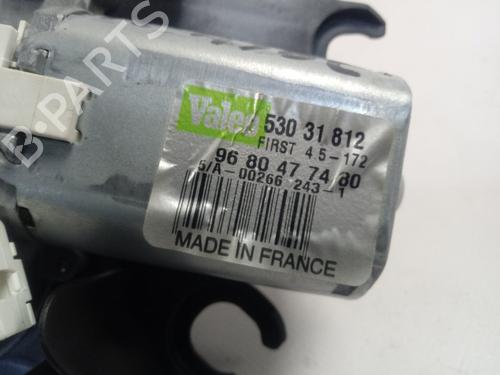 Valeo 530 31 812
FIRST 4.5-172
96 80 47 74 80
57A-00266 243-1
MADE IN FRANCE
B-PARTS